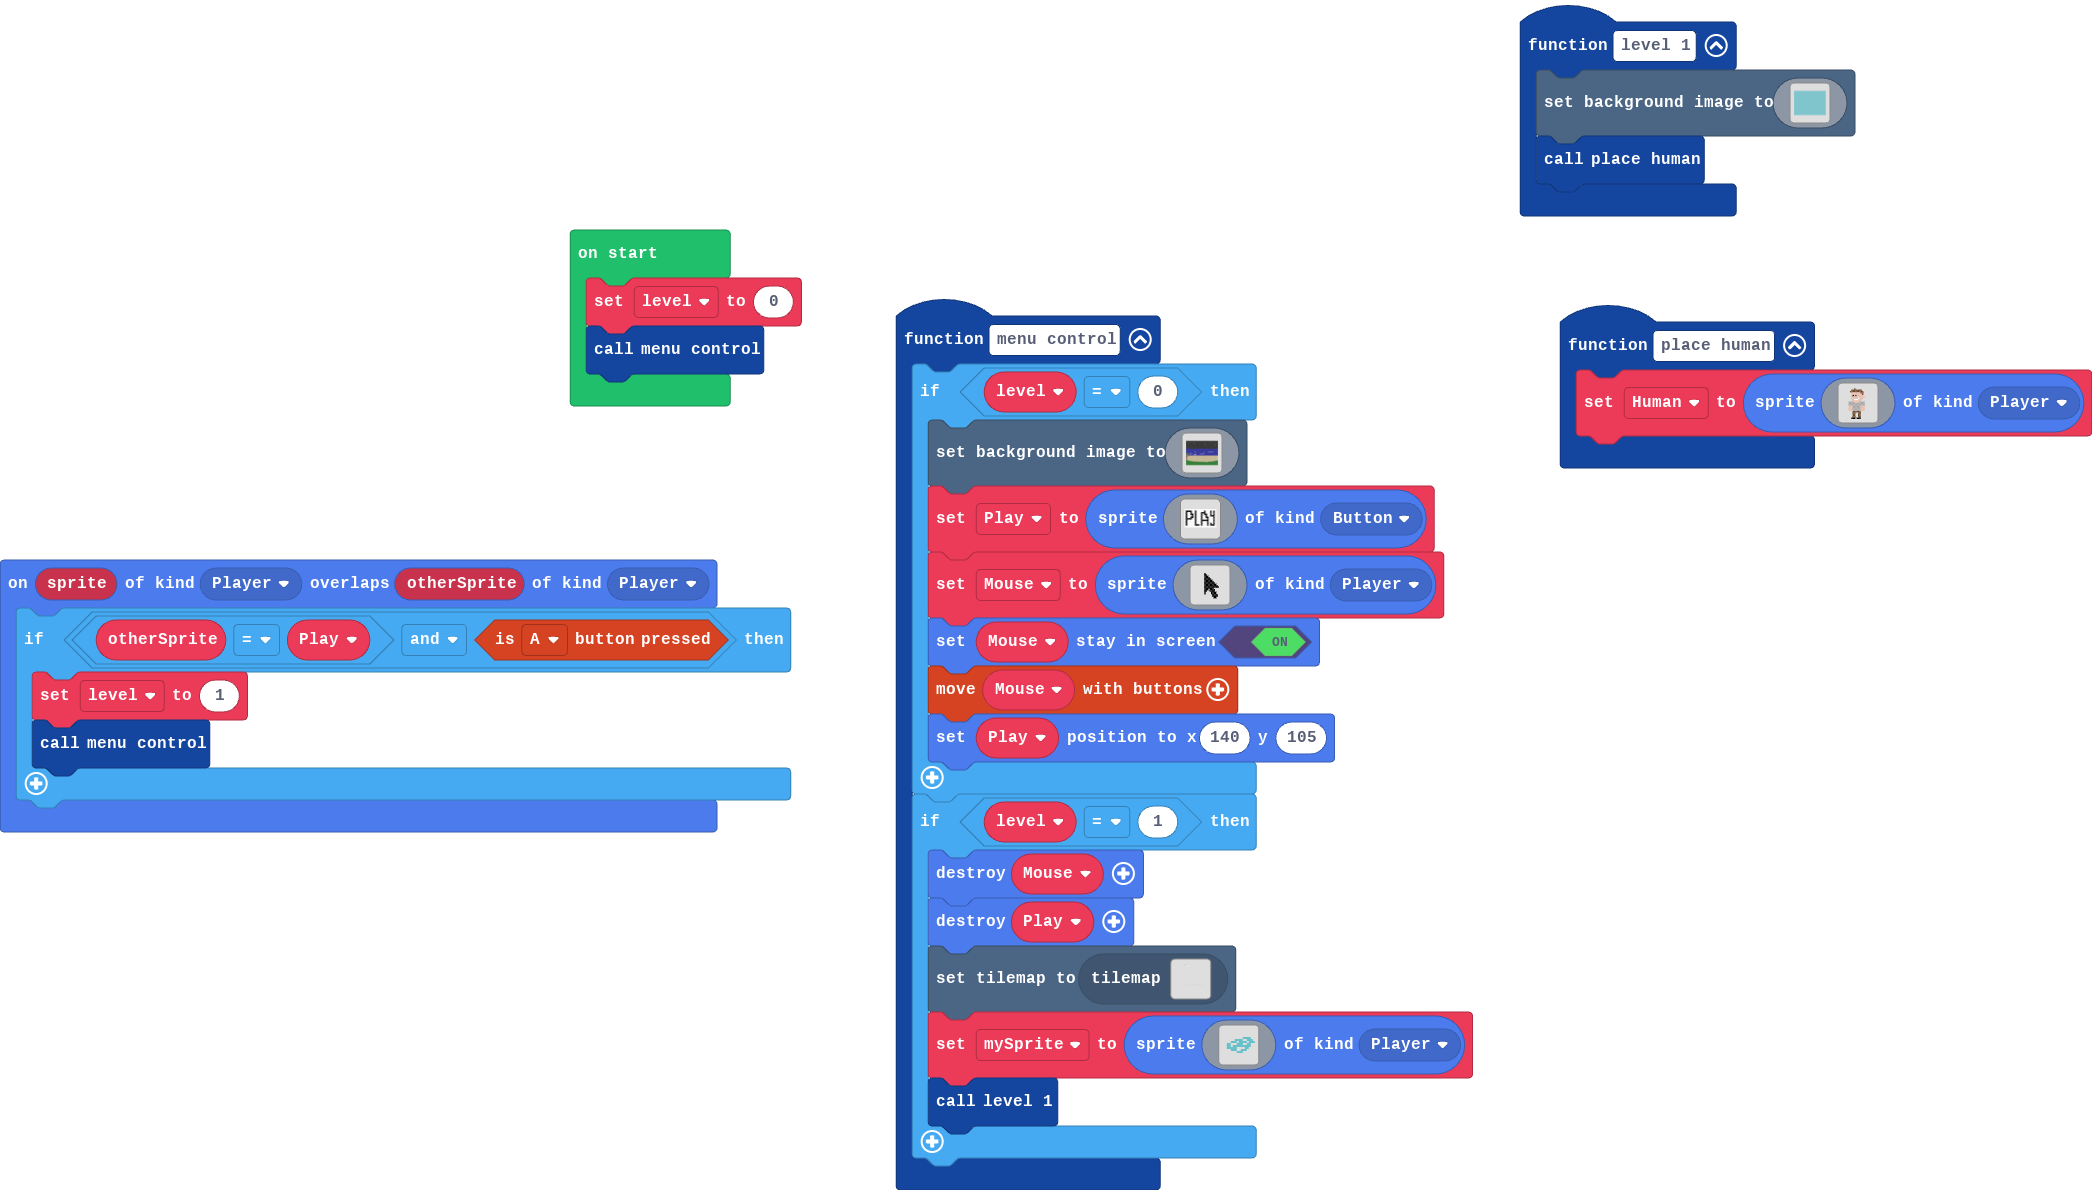 function level 1
set background image to
call place human
on start
set level to 0
call menu control
function menu control
if level = 0 then
set background image to
set Play to sprite PLAY of kind Button
set Mouse to sprite of kind Player
set Mouse stay in screen ON
move Mouse with buttons
set Play position to x 140 y 105
if level = 1 then
destroy Mouse
destroy Play
set tilemap to tilemap
set mySprite to sprite of kind Player
call level 1
function place human
set Human to sprite of kind Player
on sprite of kind Player overlaps otherSprite of kind Player
if otherSprite = Play and is A button pressed then
set level to 1
call menu control